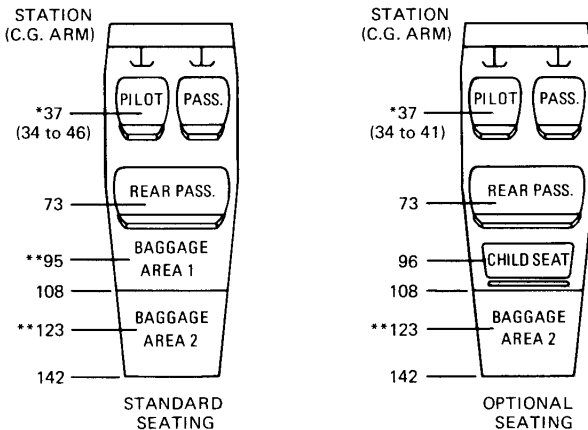 STATION
(C.G. ARM)
PILOT
PASS.
*37
(34 to 46)
REAR PASS.
73
**95
BAGGAGE
AREA 1
108
**123
BAGGAGE
AREA 2
142
STANDARD
SEATING
STATION
(C.G. ARM)
PILOT
PASS.
*37
(34 to 41)
REAR PASS.
73
96
CHILD SEAT
108
**123
BAGGAGE
AREA 2
142
OPTIONAL
SEATING